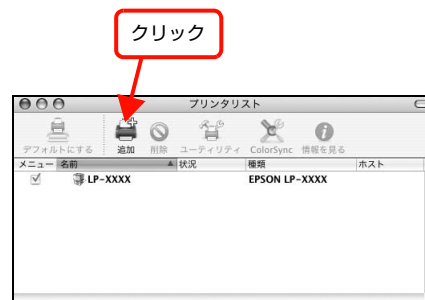 クリック
プリンタリスト
デフォルトにする 追加 削除 ユーティリティ ColorSync 情報を見る
メニュー 名前 状況 種類 ホスト
LP-XXXX EPSON LP-XXXX